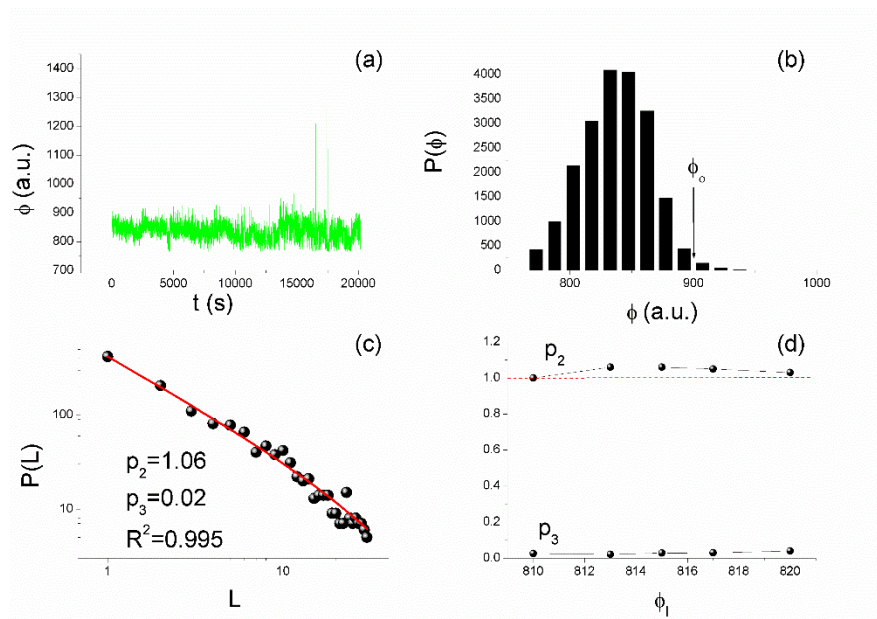 (a)
1400
1300
1200
1100
1000
900
800
700
ϕ (a.u.)
0 5000 10000 15000 20000
t (s)
(b)
4000
3500
3000
2500
2000
1500
1000
500
0
P(ϕ)
ϕo
800 900 1000
ϕ (a.u.)
(c)
100
10
P(L)
p2=1.06
p3=0.02
R2=0.995
1 10
L
(d)
1.2
1.0
0.8
0.6
0.4
0.2
0.0
p2
p3
810 812 814 816 818 820
ϕl